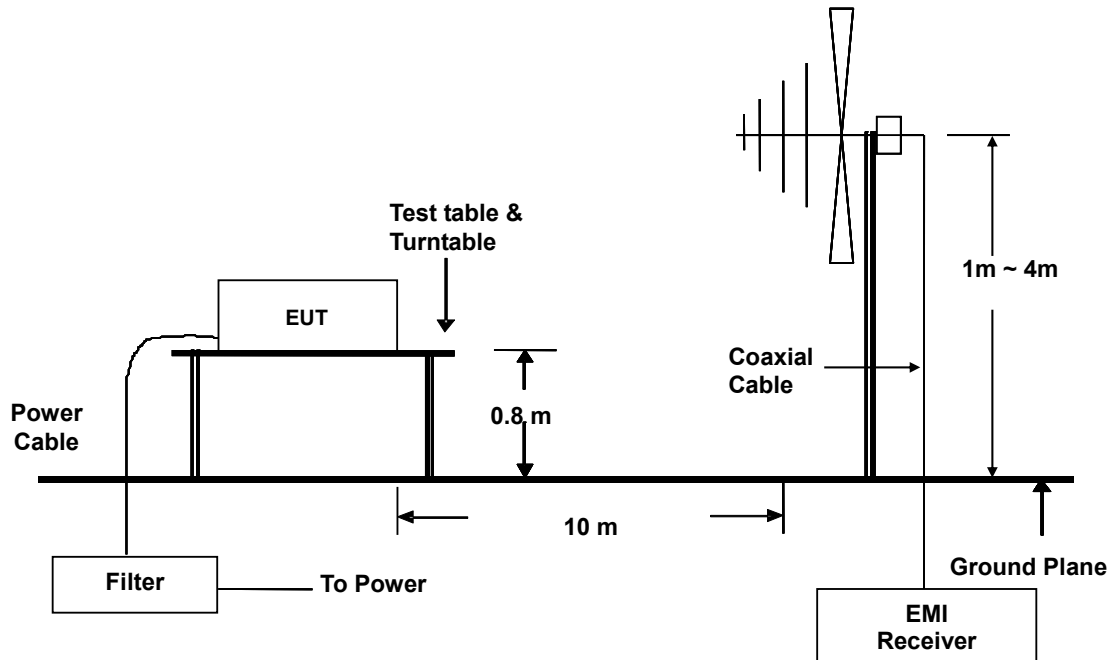 Test table &
Turntable
EUT
1m ~ 4m
Coaxial
Cable
0.8 m
Power
Cable
10 m
Filter
To Power
Ground Plane
EMI
Receiver